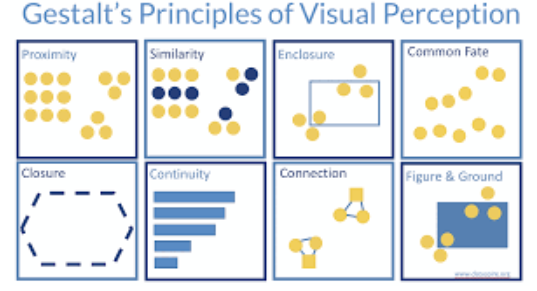 Gestalt's Principles of Visual Perception
Proximity
Similarity
Enclosure
Common Fate
Closure
Continuity
Connection
Figure & Ground